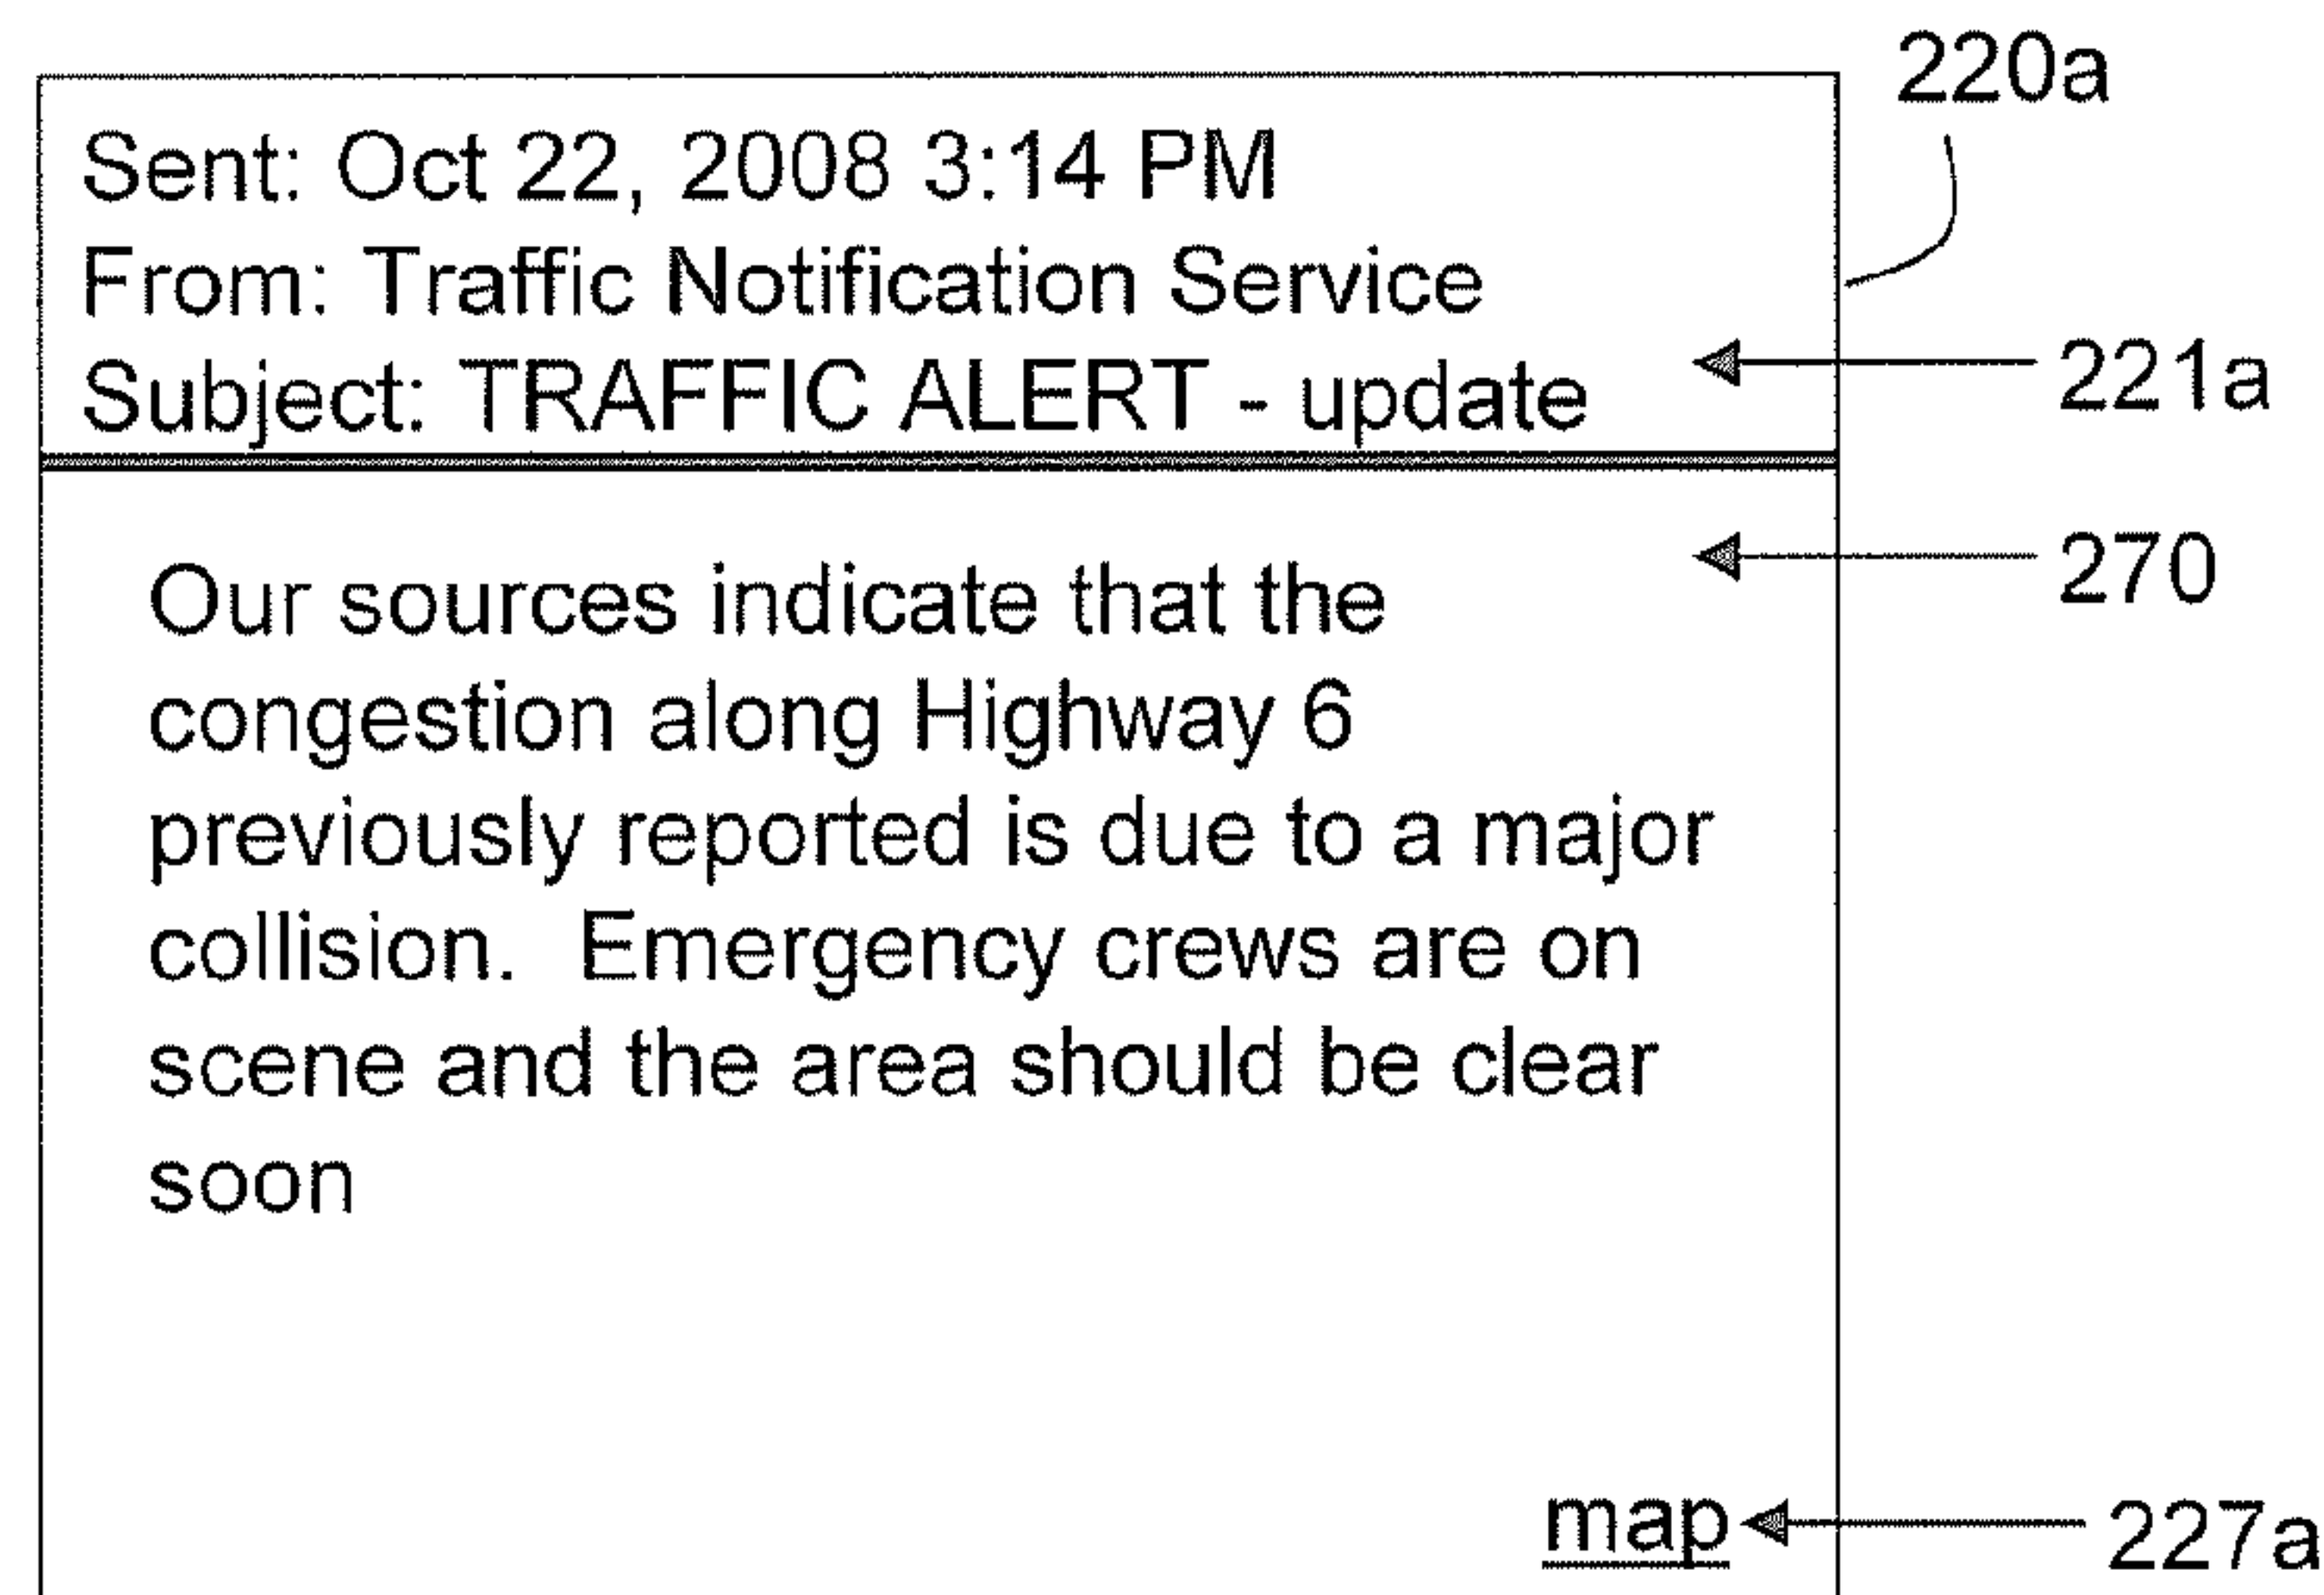 220a
Sent: Oct 22, 2008 3:14 PM
From: Traffic Notification Service
Subject: TRAFFIC ALERT - update
221a
270
Our sources indicate that the
congestion along Highway 6
previously reported is due to a major
collision.  Emergency crews are on
scene and the area should be clear
soon
map
227a